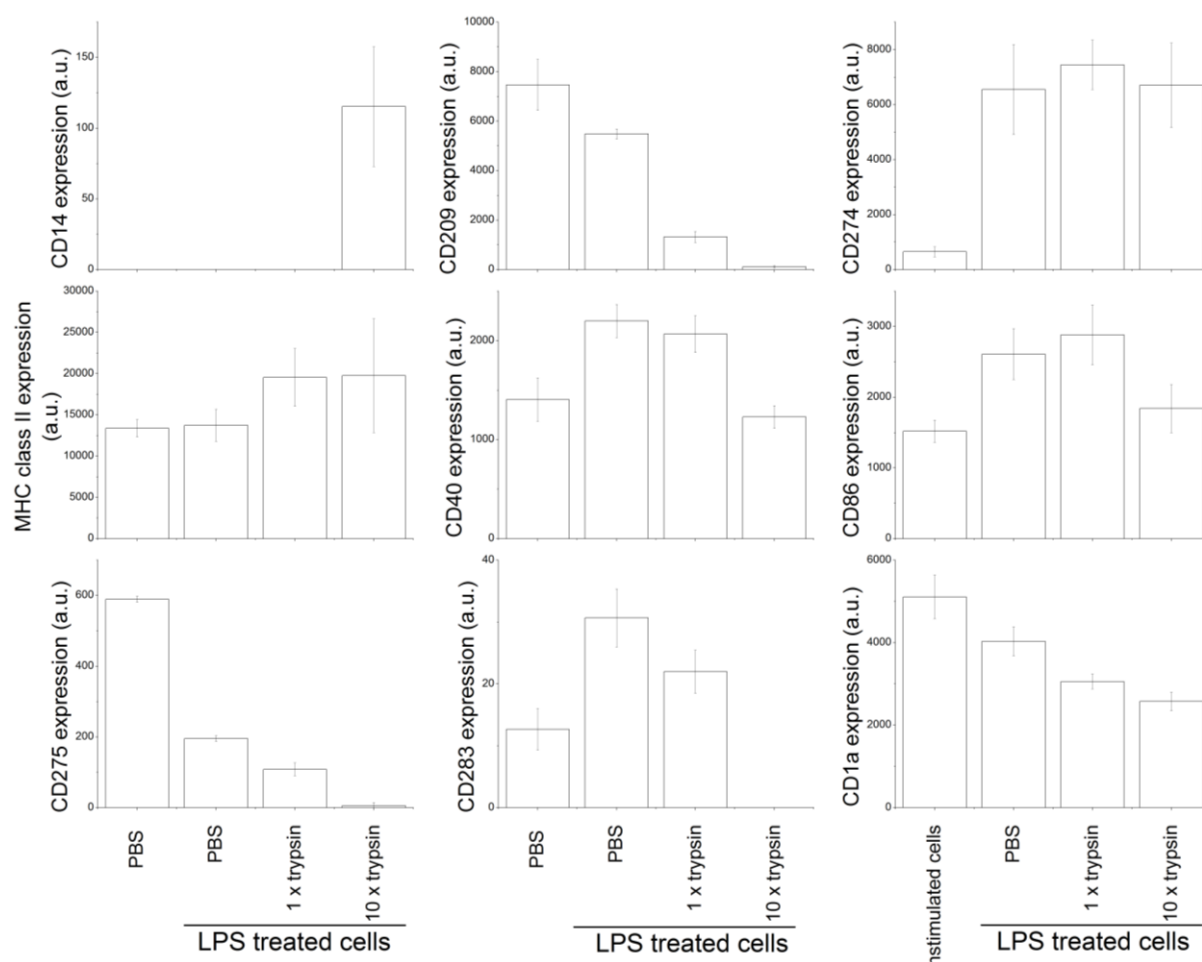 CD14 expression (a.u.)
150
100
50
0
CD209 expression (a.u.)
10000
8000
6000
4000
2000
0
CD274 expression (a.u.)
8000
6000
4000
2000
0
MHC class II expression
(a.u.)
30000
25000
20000
15000
10000
5000
0
CD40 expression (a.u.)
2000
1000
0
CD86 expression (a.u.)
3000
2000
1000
0
CD275 expression (a.u.)
600
400
200
0
CD283 expression (a.u.)
40
20
0
CD1a expression (a.u.)
6000
4000
2000
0
PBS
PBS
1 x trypsin
10 x trypsin
LPS treated cells
PBS
PBS
1 x trypsin
10 x trypsin
LPS treated cells
nstimulated cells
PBS
1 x trypsin
10 x trypsin
LPS treated cells